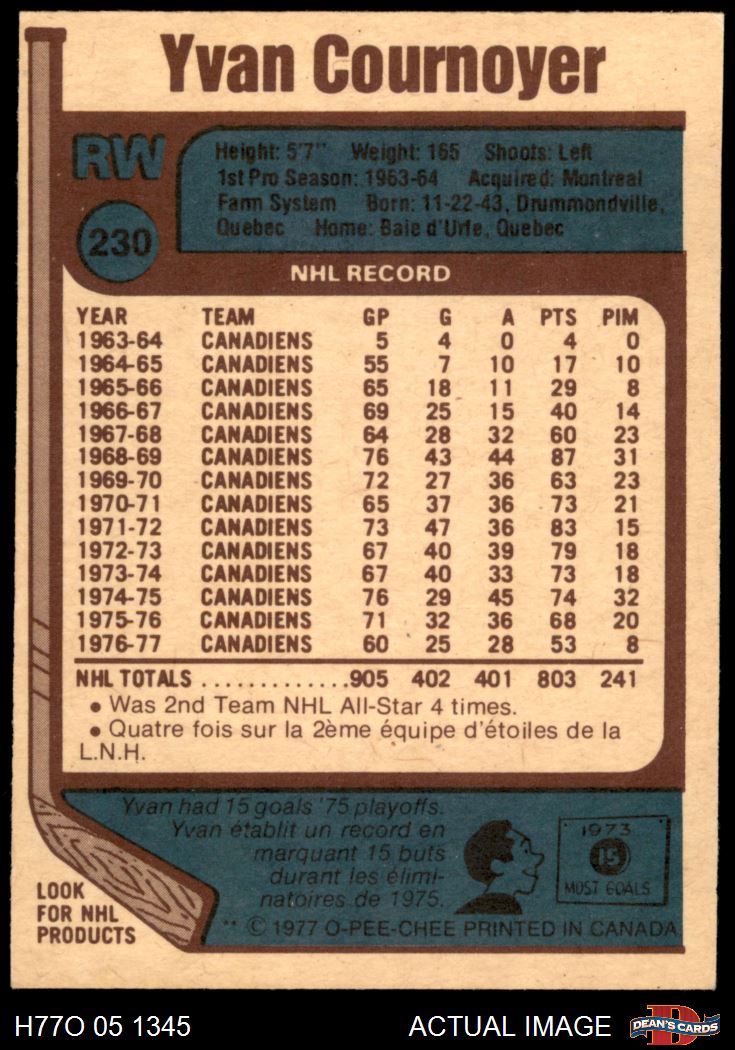 Yvan Cournoyer
RW
230
Height: 5'7" Weight: 165 Shoots: Left
1st Pro Season: 1963-64 Acquired: Montreal
Farm System Born: 11-22-43, Drummondville,
Quebec Home: Baie d'Urfe, Quebec
NHL RECORD
YEAR TEAM GP G A PTS PIM
1963-64 CANADIENS 5 4 0 4 0
1964-65 CANADIENS 55 7 10 17 10
1965-66 CANADIENS 65 18 11 29 8
1966-67 CANADIENS 69 25 15 40 14
1967-68 CANADIENS 64 28 32 60 23
1968-69 CANADIENS 76 43 44 87 31
1969-70 CANADIENS 72 27 36 63 23
1970-71 CANADIENS 65 37 36 73 21
1971-72 CANADIENS 73 47 36 83 15
1972-73 CANADIENS 67 40 39 79 18
1973-74 CANADIENS 67 40 33 73 18
1974-75 CANADIENS 76 29 45 74 32
1975-76 CANADIENS 71 32 36 68 20
1976-77 CANADIENS 60 25 28 53 8
NHL TOTALS .............905 402 401 803 241
• Was 2nd Team NHL All-Star 4 times.
• Quatre fois sur la 2ème équipe d'étoiles de la
L.N.H.
Yvan had 15 goals '75 playoffs.
Yvan établit un record en
marquant 15 buts
durant les élimi-
natoires de 1975.
1973
15
MOST GOALS
LOOK
FOR NHL
PRODUCTS
** © 1977 O-PEE-CHEE PRINTED IN CANADA
H77O 05 1345
ACTUAL IMAGE
D
DEAN'S CARDS